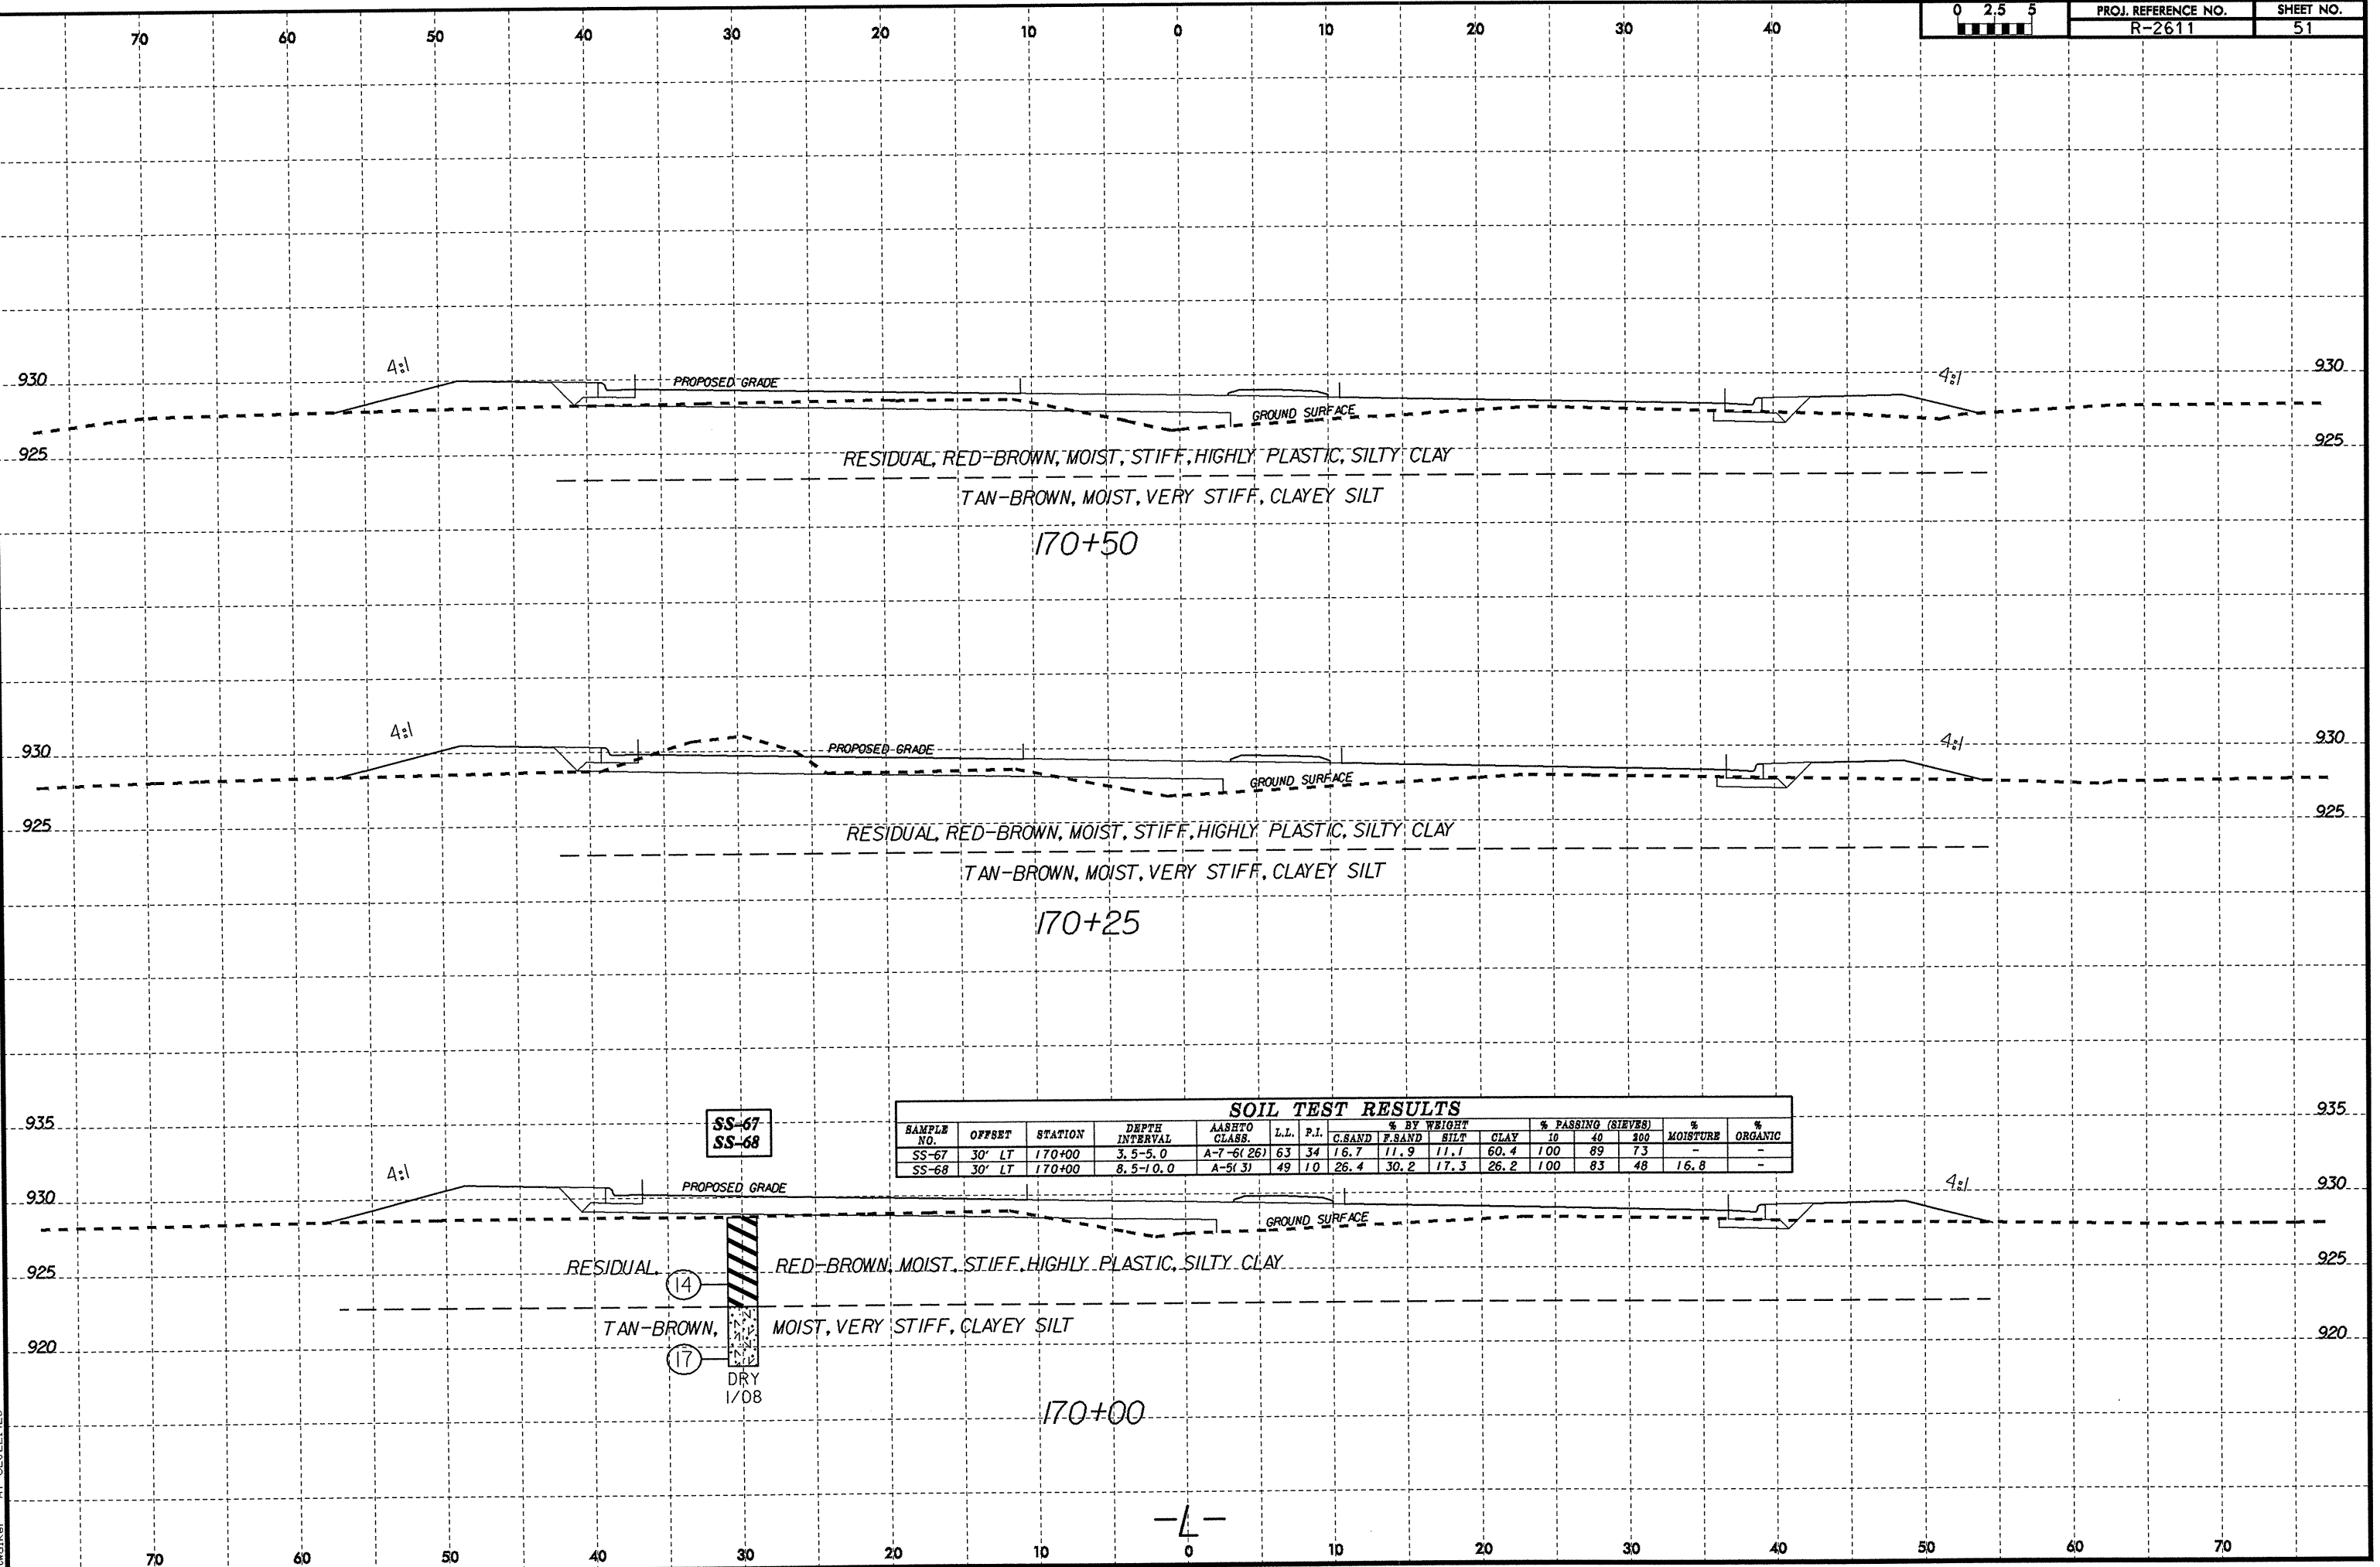 0 2.5 5
PROJ. REFERENCE NO. SHEET NO.
R-2611 51
70 60 50 40 30 20 10 0 10 20 30 40
4:1 4:1
930 PROPOSED GRADE 930
GROUND SURFACE
925 925
RESIDUAL, RED-BROWN, MOIST, STIFF, HIGHLY PLASTIC, SILTY CLAY
TAN-BROWN, MOIST, VERY STIFF, CLAYEY SILT
170+50
4:1 4:1
930 PROPOSED GRADE 930
GROUND SURFACE
925 925
RESIDUAL, RED-BROWN, MOIST, STIFF, HIGHLY PLASTIC, SILTY CLAY
TAN-BROWN, MOIST, VERY STIFF, CLAYEY SILT
170+25
935 935
SS-67
SS-68
SOIL TEST RESULTS
SAMPLE NO. OFFSET STATION DEPTH INTERVAL AASHTO CLASS. L.L. P.I. % BY WEIGHT % PASSING (SIEVES) % MOISTURE % ORGANIC
C.SAND F.SAND SILT CLAY 10 40 200
SS-67 30' LT 170+00 3.5-5.0 A-7-6(26) 63 34 16.7 11.9 11.1 60.4 100 89 73 - -
SS-68 30' LT 170+00 8.5-10.0 A-5(3) 49 10 26.4 30.2 17.3 26.2 100 83 48 16.8 -
4:1 4:1
930 PROPOSED GRADE 930
GROUND SURFACE
925 RESIDUAL, RED-BROWN, MOIST, STIFF, HIGHLY PLASTIC, SILTY CLAY 925
14
920 TAN-BROWN, MOIST, VERY STIFF, CLAYEY SILT 920
17
DRY
1/08
170+00
-L-
70 60 50 40 30 20 10 0 10 20 30 40 50 60 70